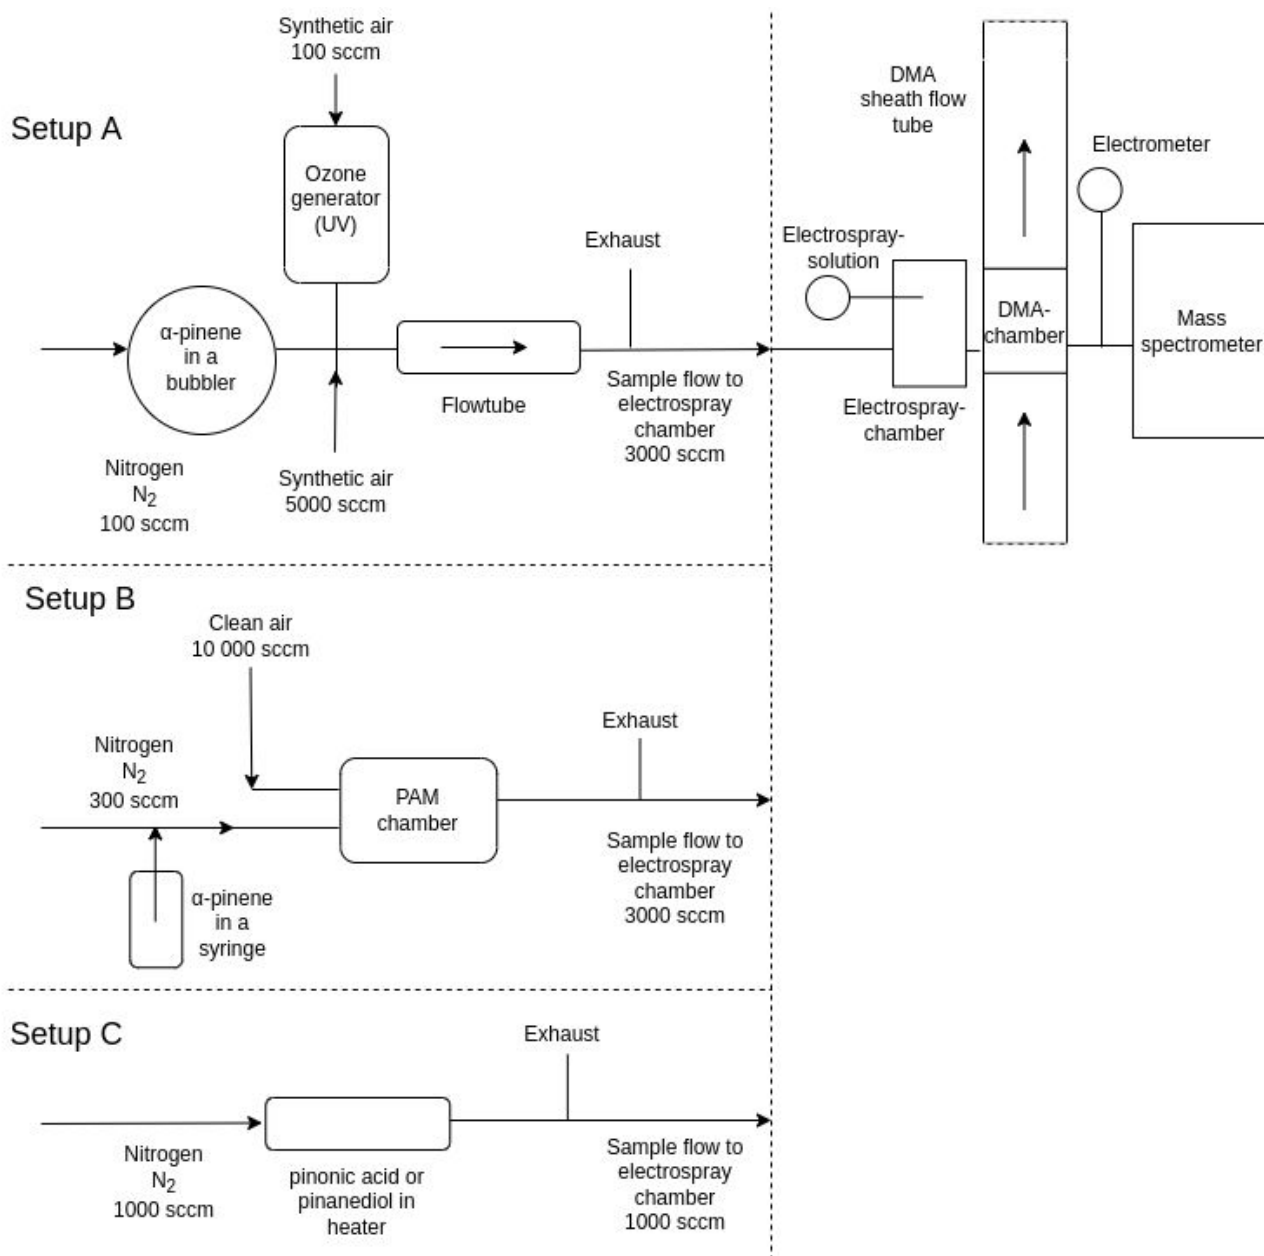 Setup A
Synthetic air
100 sccm
Ozone
generator
(UV)
α-pinene
in a
bubbler
Nitrogen
N2
100 sccm
Synthetic air
5000 sccm
Flowtube
Exhaust
Sample flow to
electrospray
chamber
3000 sccm
Electrospray-
solution
Electrospray-
chamber
DMA
sheath flow
tube
DMA-
chamber
Electrometer
Mass
spectrometer
Setup B
Clean air
10 000 sccm
Nitrogen
N2
300 sccm
α-pinene
in a
syringe
PAM
chamber
Exhaust
Sample flow to
electrospray
chamber
3000 sccm
Setup C
Nitrogen
N2
1000 sccm
pinonic acid or
pinanediol in
heater
Exhaust
Sample flow to
electrospray
chamber
1000 sccm